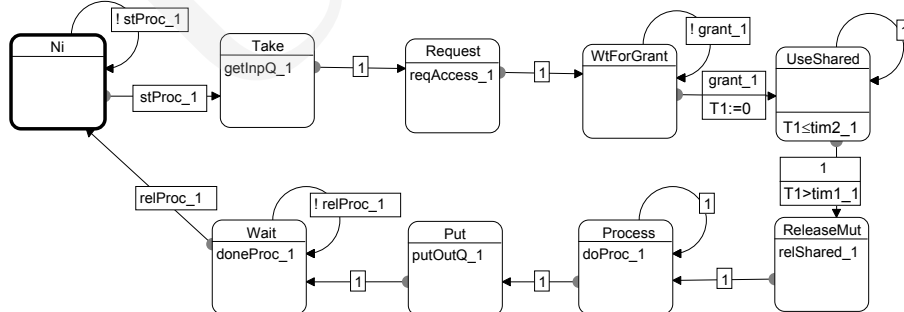 ! stProc_1
Ni
stProc_1
Take
getInpQ_1
1
Request
reqAccess_1
1
! grant_1
WtForGrant
grant_1
T1:=0
1
UseShared
T1≤tim2_1
1
T1>tim1_1
ReleaseMut
relShared_1
1
1
Process
doProc_1
1
Put
putOutQ_1
1
! relProc_1
Wait
doneProc_1
relProc_1